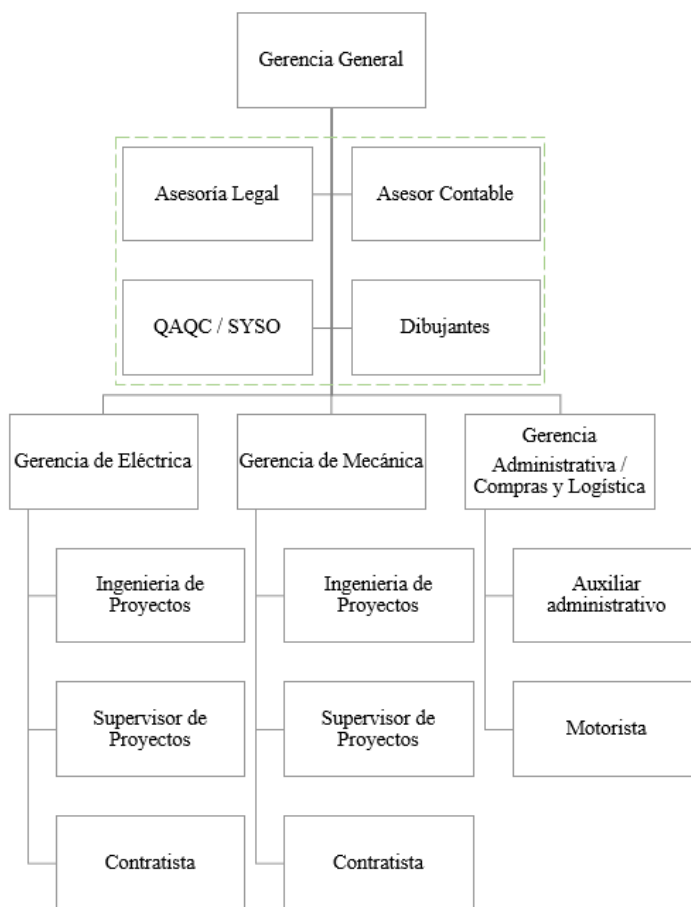 Gerencia General
Asesoría Legal
Asesor Contable
QAQC / SYSO
Dibujantes
Gerencia de Eléctrica
Gerencia de Mecánica
Gerencia
Administrativa /
Compras y Logística
Ingenieria de
Proyectos
Ingenieria de
Proyectos
Auxiliar
administrativo
Supervisor de
Proyectos
Supervisor de
Proyectos
Motorista
Contratista
Contratista